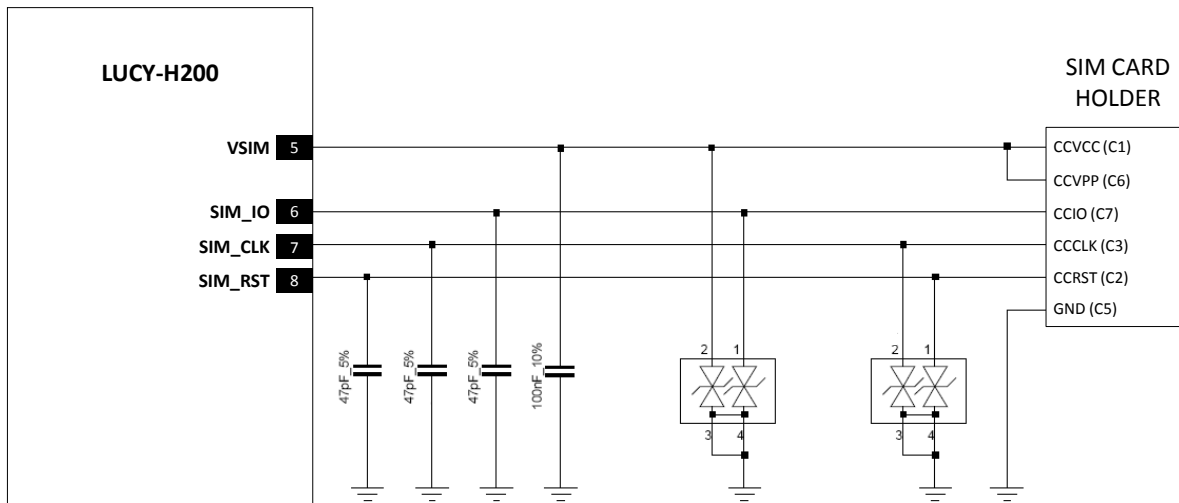 LUCY-H200
SIM CARD
HOLDER
VSIM 5
CCVCC (C1)
CCVPP (C6)
SIM_IO 6
CCIO (C7)
SIM_CLK 7
CCCLK (C3)
SIM_RST 8
CCRST (C2)
GND (C5)
47pF_5%
47pF_5%
47pF_5%
100nF_10%
2 1
3 4
2 1
3 4